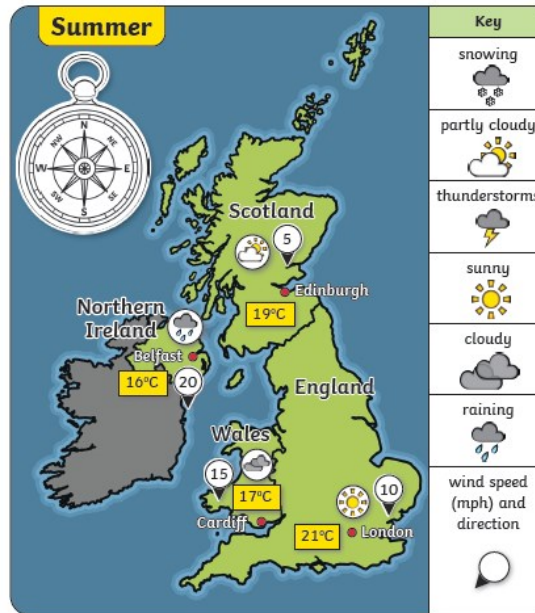 Summer
N
NE
E
SE
S
SW
W
NW
Scotland
5
Edinburgh
19°C
Northern
Ireland
Belfast
16°C
20
England
Wales
15
17°C
Cardiff
10
London
21°C
Key
snowing
partly cloudy
thunderstorms
sunny
cloudy
raining
wind speed
(mph) and
direction